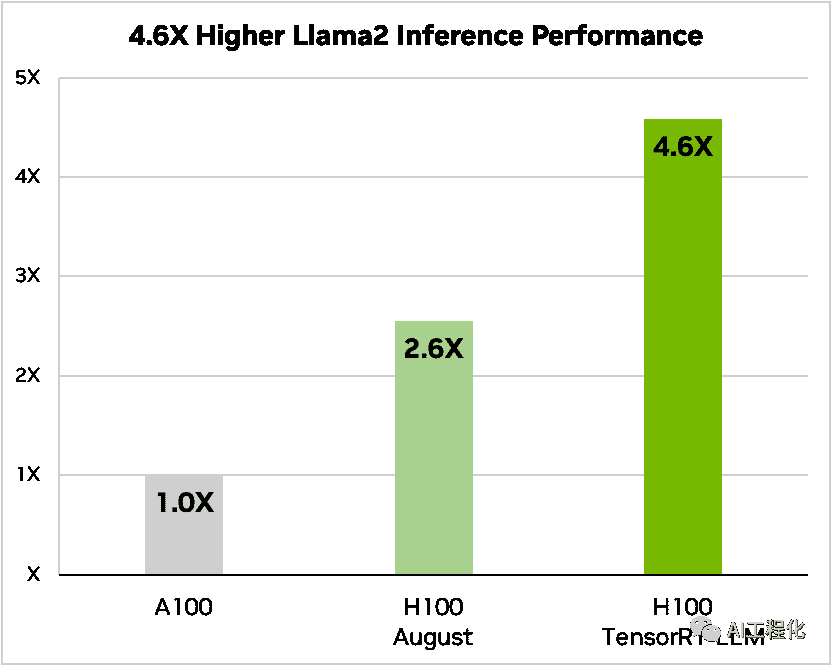 4.6X Higher Llama2 Inference Performance
5X
4X
3X
2X
1X
X
1.0X
2.6X
4.6X
A100
H100
August
H100
TensorRT-LLM
AI工程化